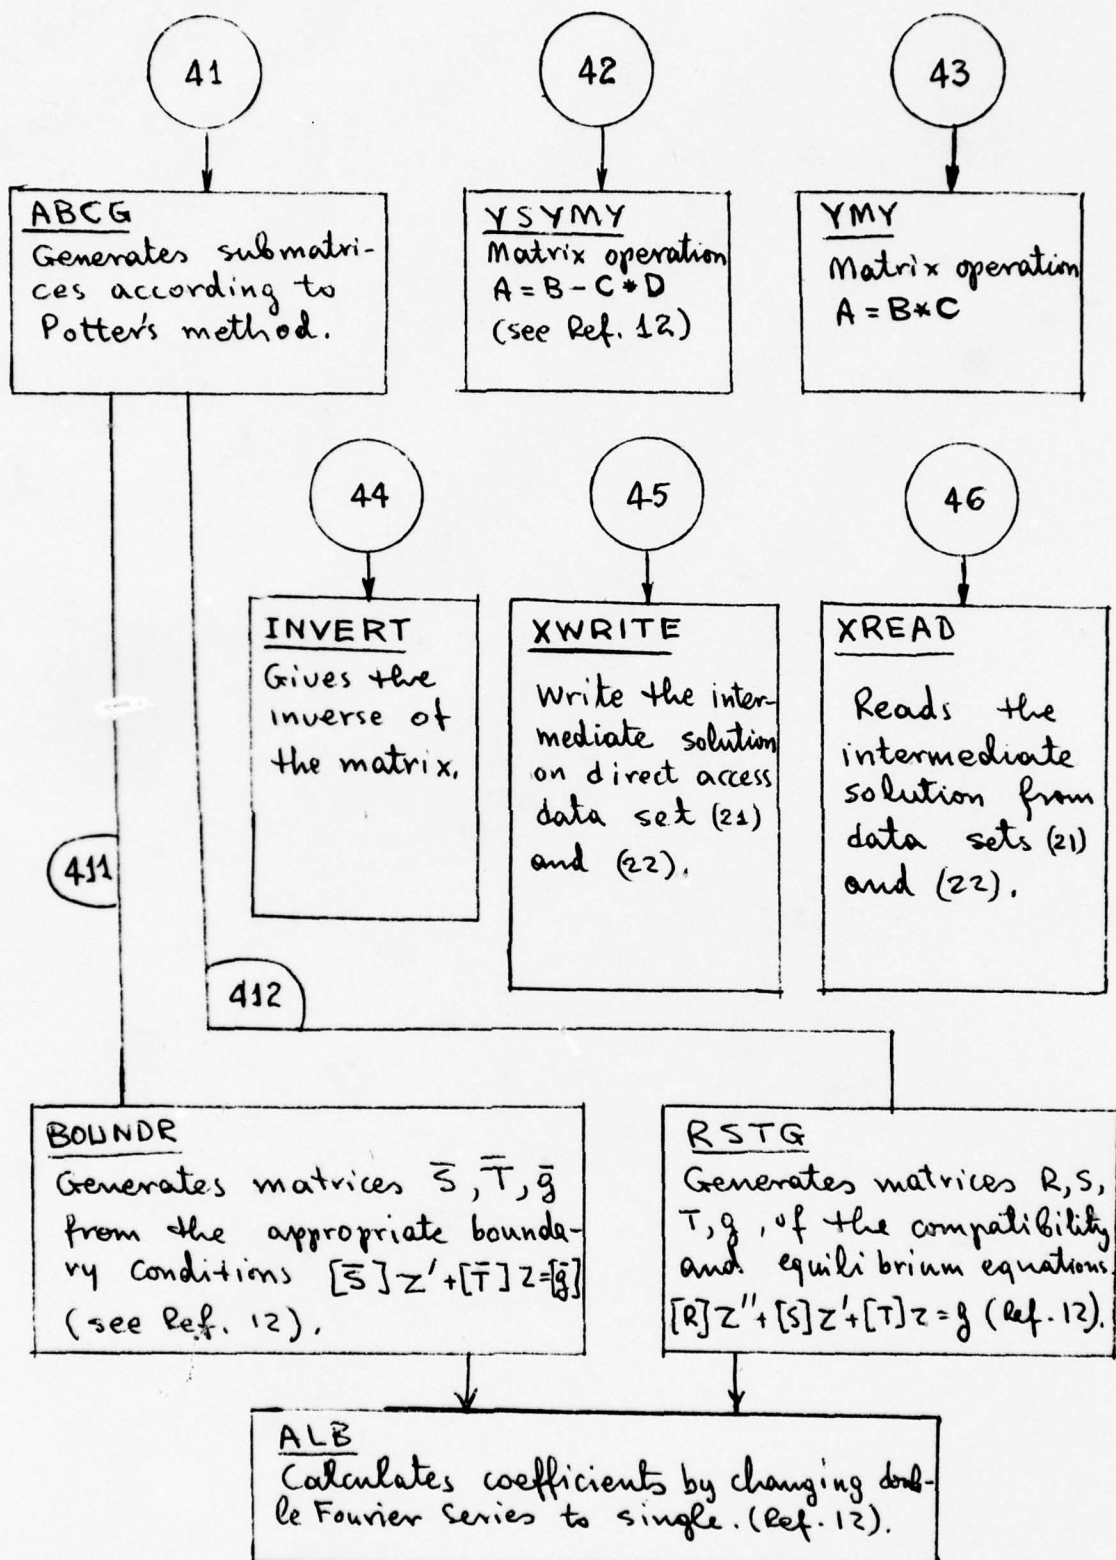 41
42
43
ABCG
Generates submatri-
ces according to
Potter's method.
YSYMY
Matrix operation
A = B - C * D
(see Ref. 12)
YMY
Matrix operation
A = B * C
44
45
46
INVERT
Gives the
inverse of
the matrix.
XWRITE
Write the inter-
mediate solution
on direct access
data set (21)
and (22).
XREAD
Reads the
intermediate
solution from
data sets (21)
and (22).
411
412
BOUNDR
Generates matrices S̄, T̄, ḡ
from the appropriate bounda-
ry conditions [S̄]z' + [T̄]z = [ḡ]
(see Ref. 12).
RSTG
Generates matrices R, S,
T, g, of the compatibility
and equilibrium equations.
[R]z'' + [S]z' + [T]z = g (Ref. 12).
ALB
Calculates coefficients by changing doub-
le Fourier Series to single. (Ref. 12).